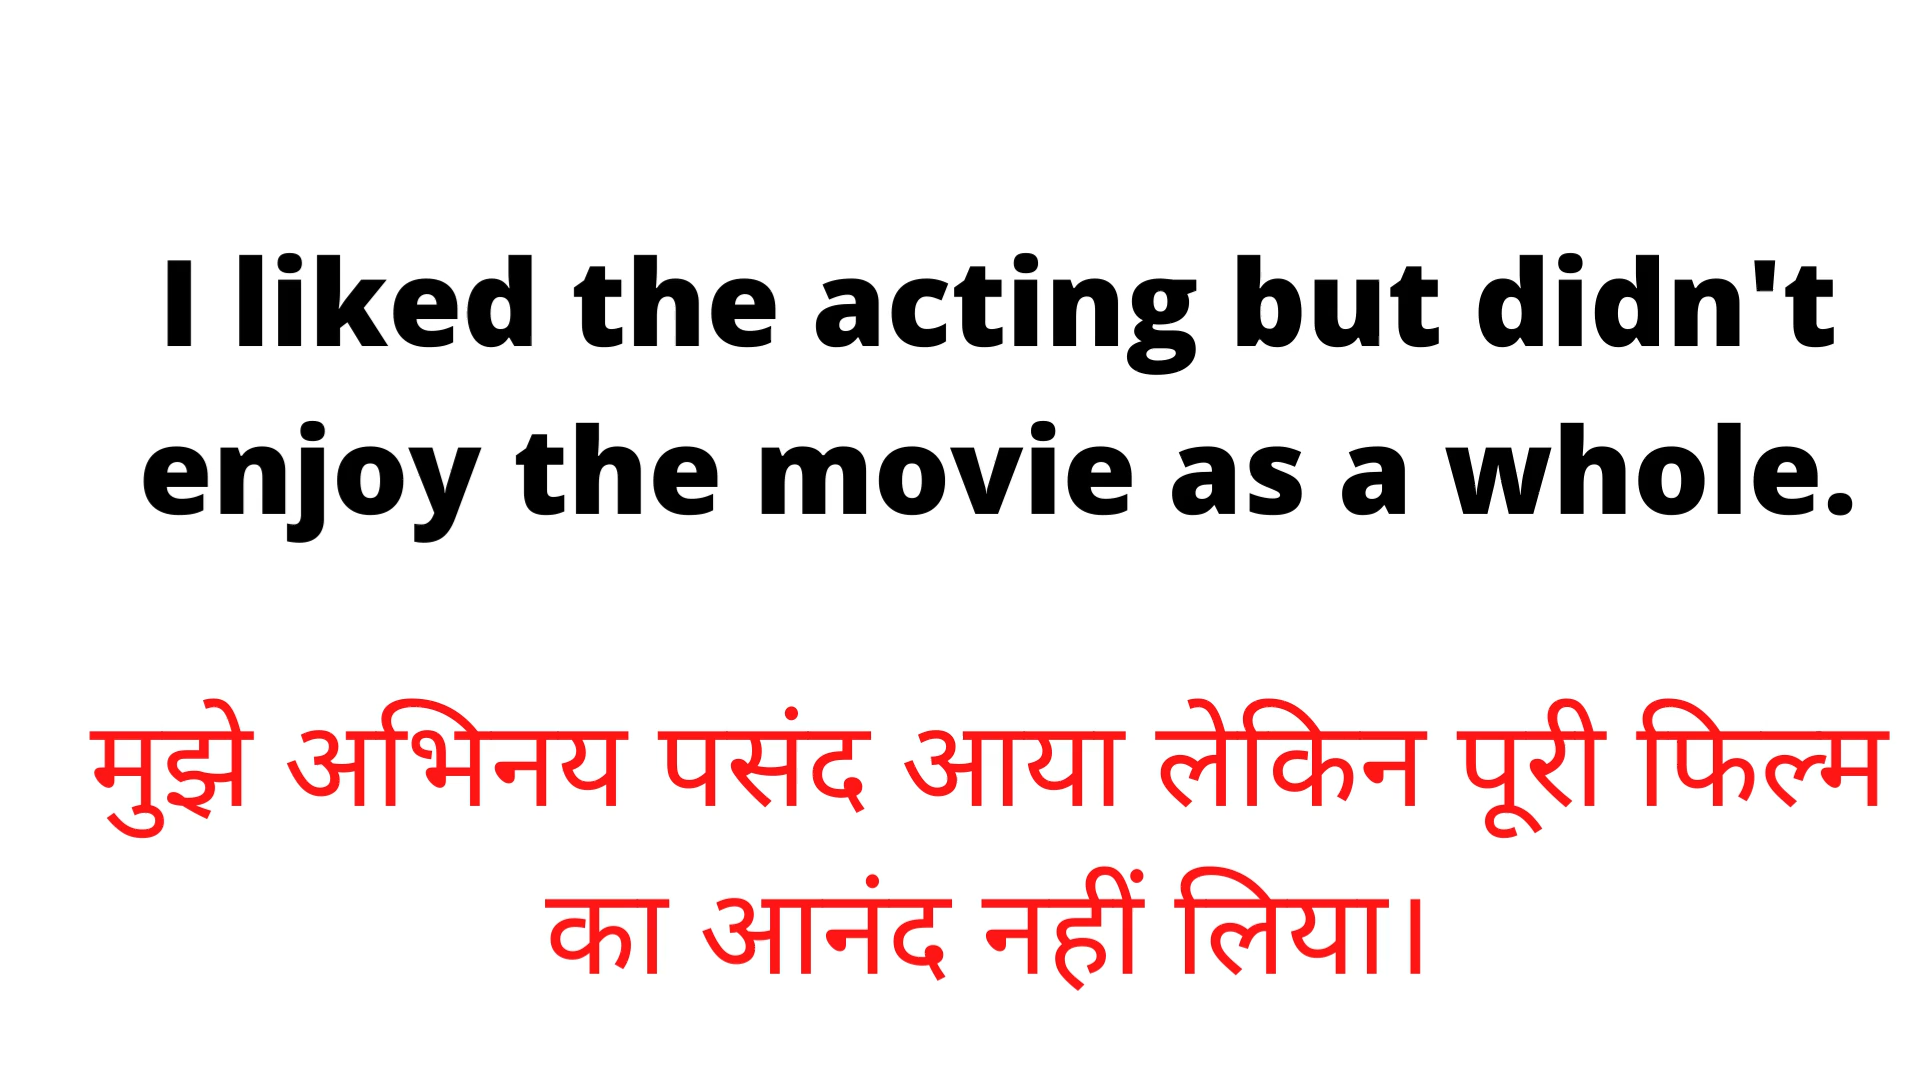 I liked the acting but didn't
enjoy the movie as a whole.
मुझे अभिनय पसंद आया लेकिन पूरी फिल्म
का आनंद नहीं लिया।